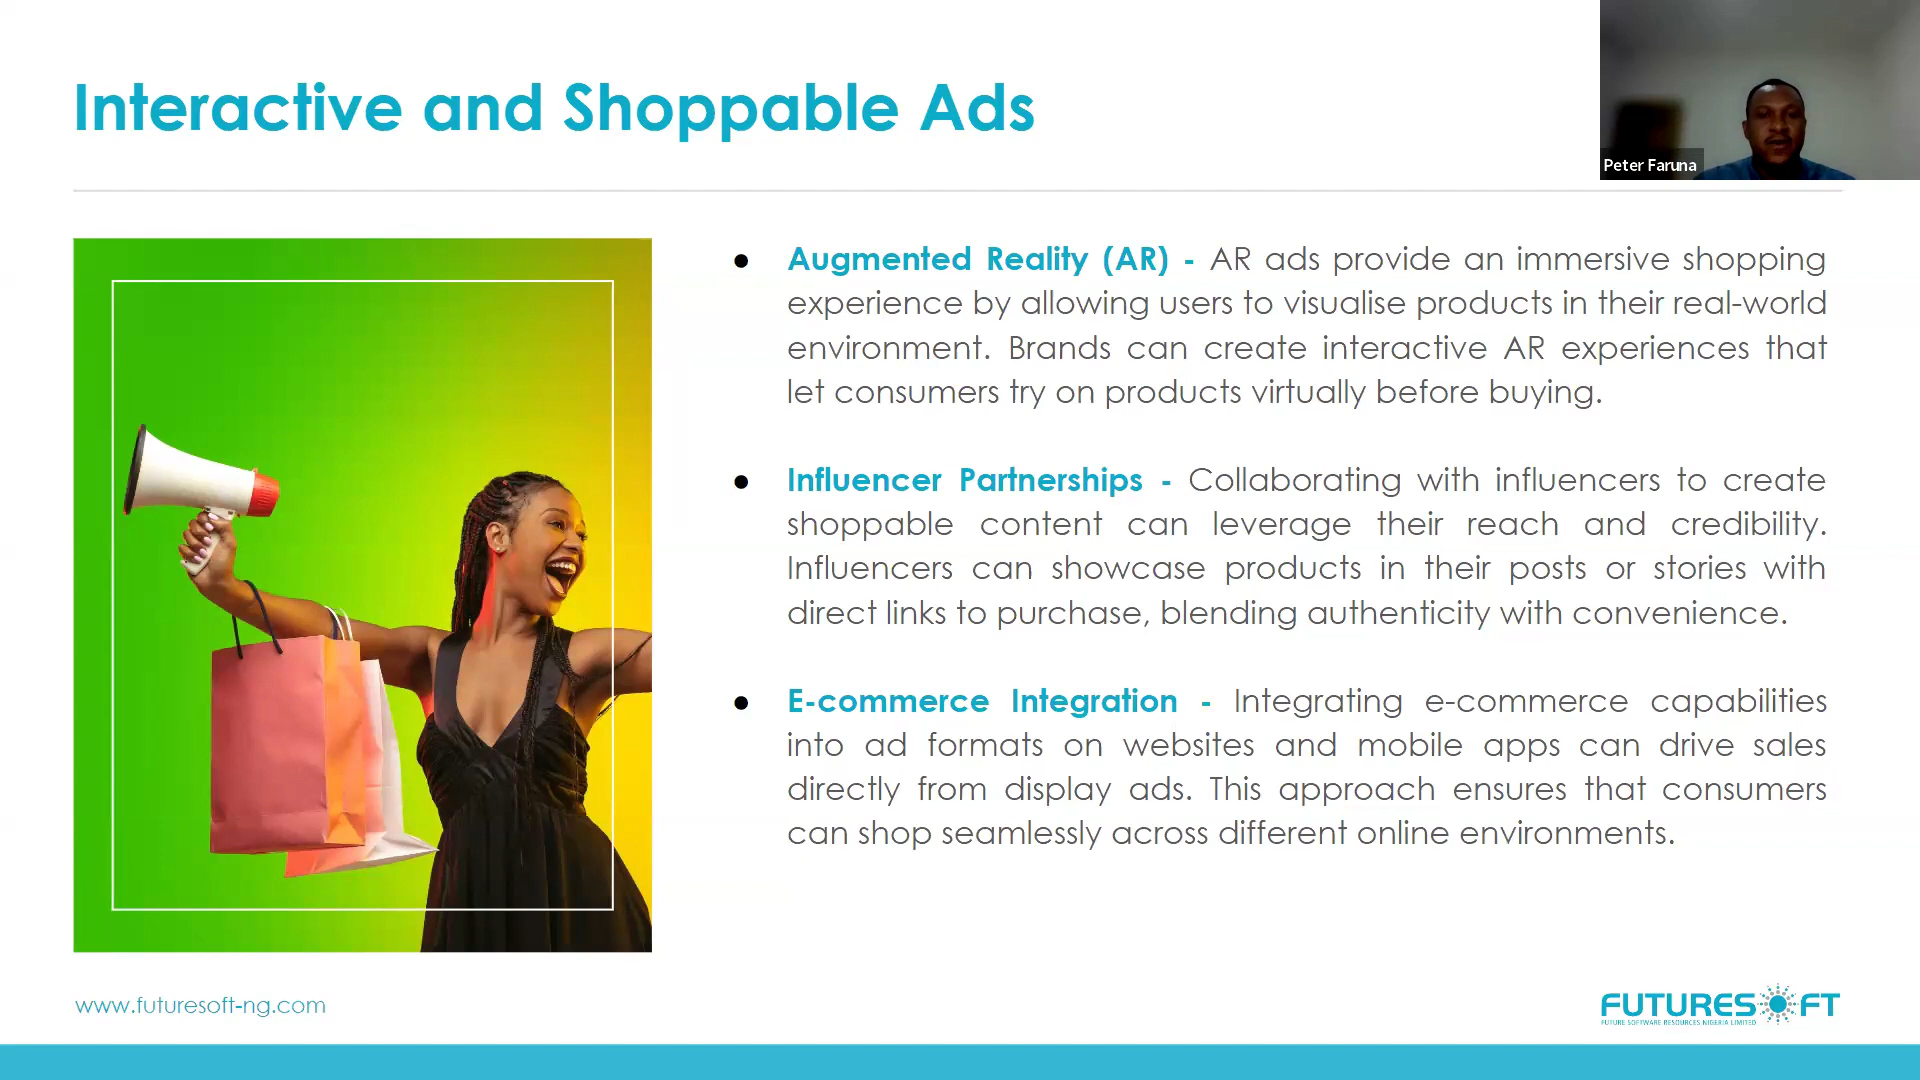 Interactive and Shoppable Ads
Peter Faruna
● Augmented Reality (AR) - AR ads provide an immersive shopping
experience by allowing users to visualise products in their real-world
environment. Brands can create interactive AR experiences that
let consumers try on products virtually before buying.
● Influencer Partnerships - Collaborating with influencers to create
shoppable content can leverage their reach and credibility.
Influencers can showcase products in their posts or stories with
direct links to purchase, blending authenticity with convenience.
● E-commerce Integration - Integrating e-commerce capabilities
into ad formats on websites and mobile apps can drive sales
directly from display ads. This approach ensures that consumers
can shop seamlessly across different online environments.
www.futuresoft-ng.com
FUTURESOFT
FUTURE SOFTWARE RESOURCES NIGERIA LIMITED